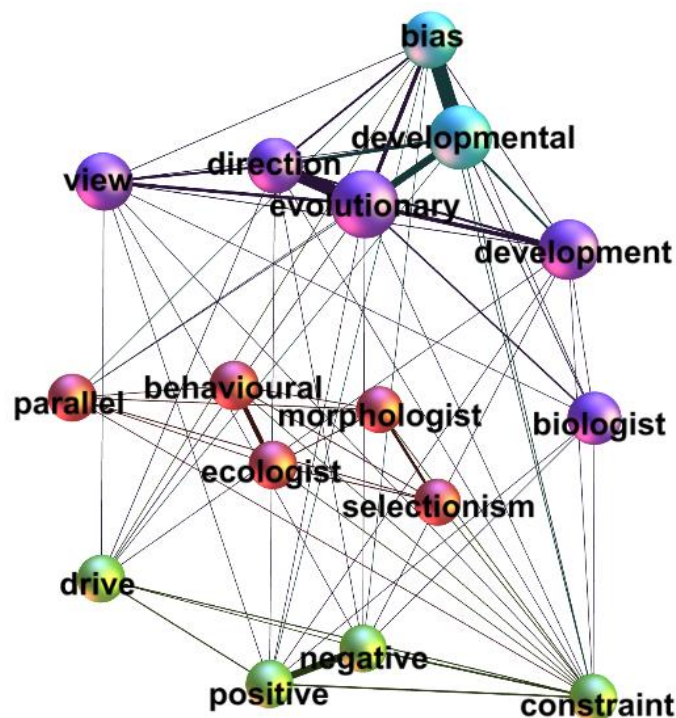 bias
developmental
direction
view
evolutionary
development
behavioural
parallel
morphologist
biologist
ecologist
selectionism
drive
negative
positive
constraint